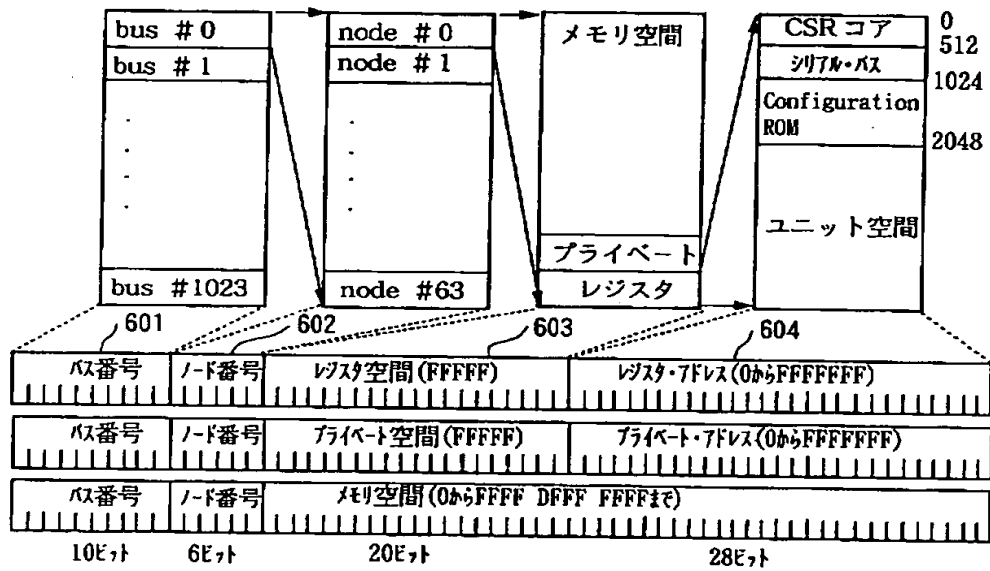 bus #0
bus #1
bus #1023
node #0
node #1
node #63
メモリ空間
プライベート
レジスタ
CSRコア
シリアル・バス
Configuration
ROM
ユニット空間
0
512
1024
2048
601
602
603
604
バス番号 ノード番号 レジスタ空間(FFFFF) レジスタ・アドレス(0からFFFFFFF)
バス番号 ノード番号 プライベート空間(FFFFF) プライベート・アドレス(0からFFFFFFF)
バス番号 ノード番号 メモリ空間(0からFFFF DFFF FFFFまで)
10ビット 6ビット 20ビット 28ビット